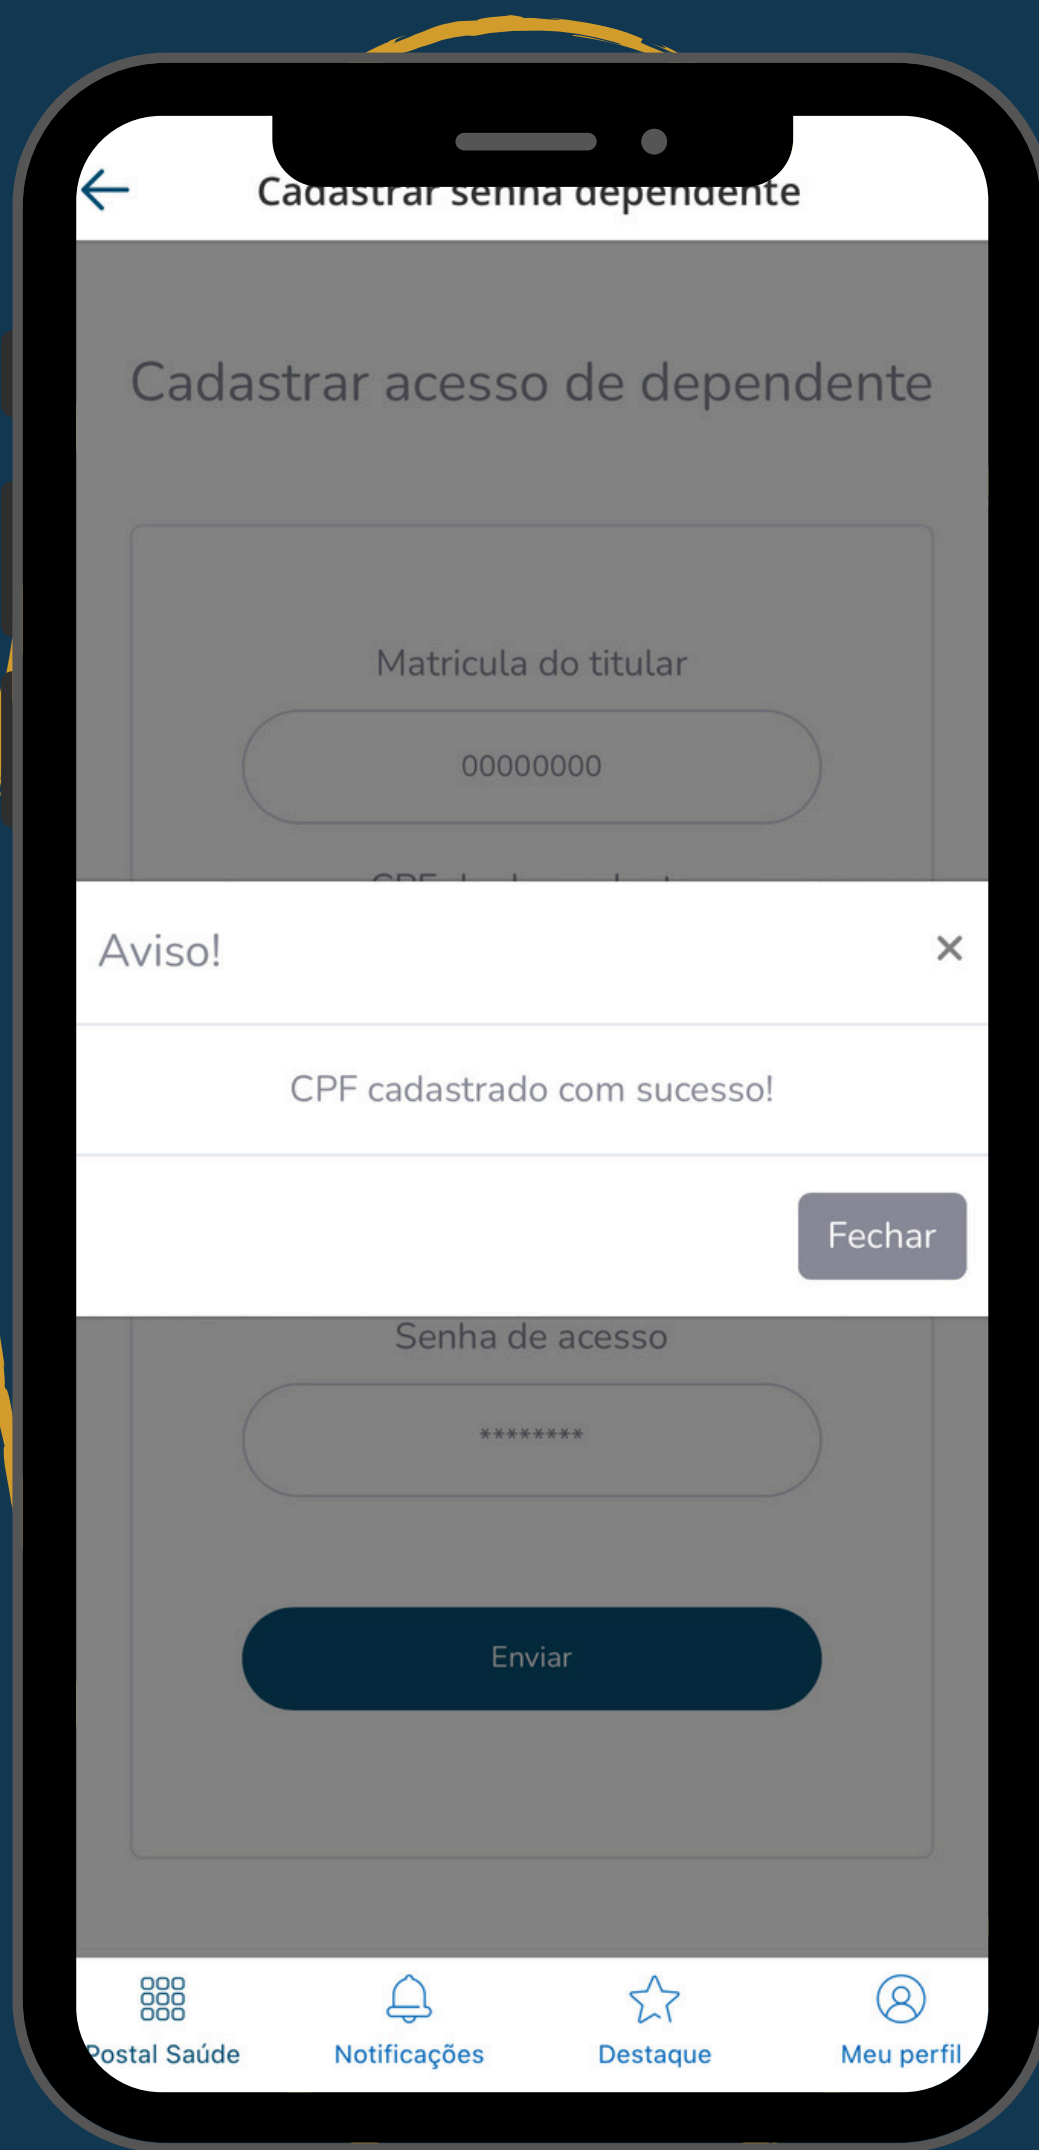 Cadastrar senha dependente
Cadastrar acesso de dependente
Matricula do titular
00000000
Aviso!
CPF cadastrado com sucesso!
Fechar
Senha de acesso
********
Enviar
Postal Saúde
Notificações
Destaque
Meu perfil